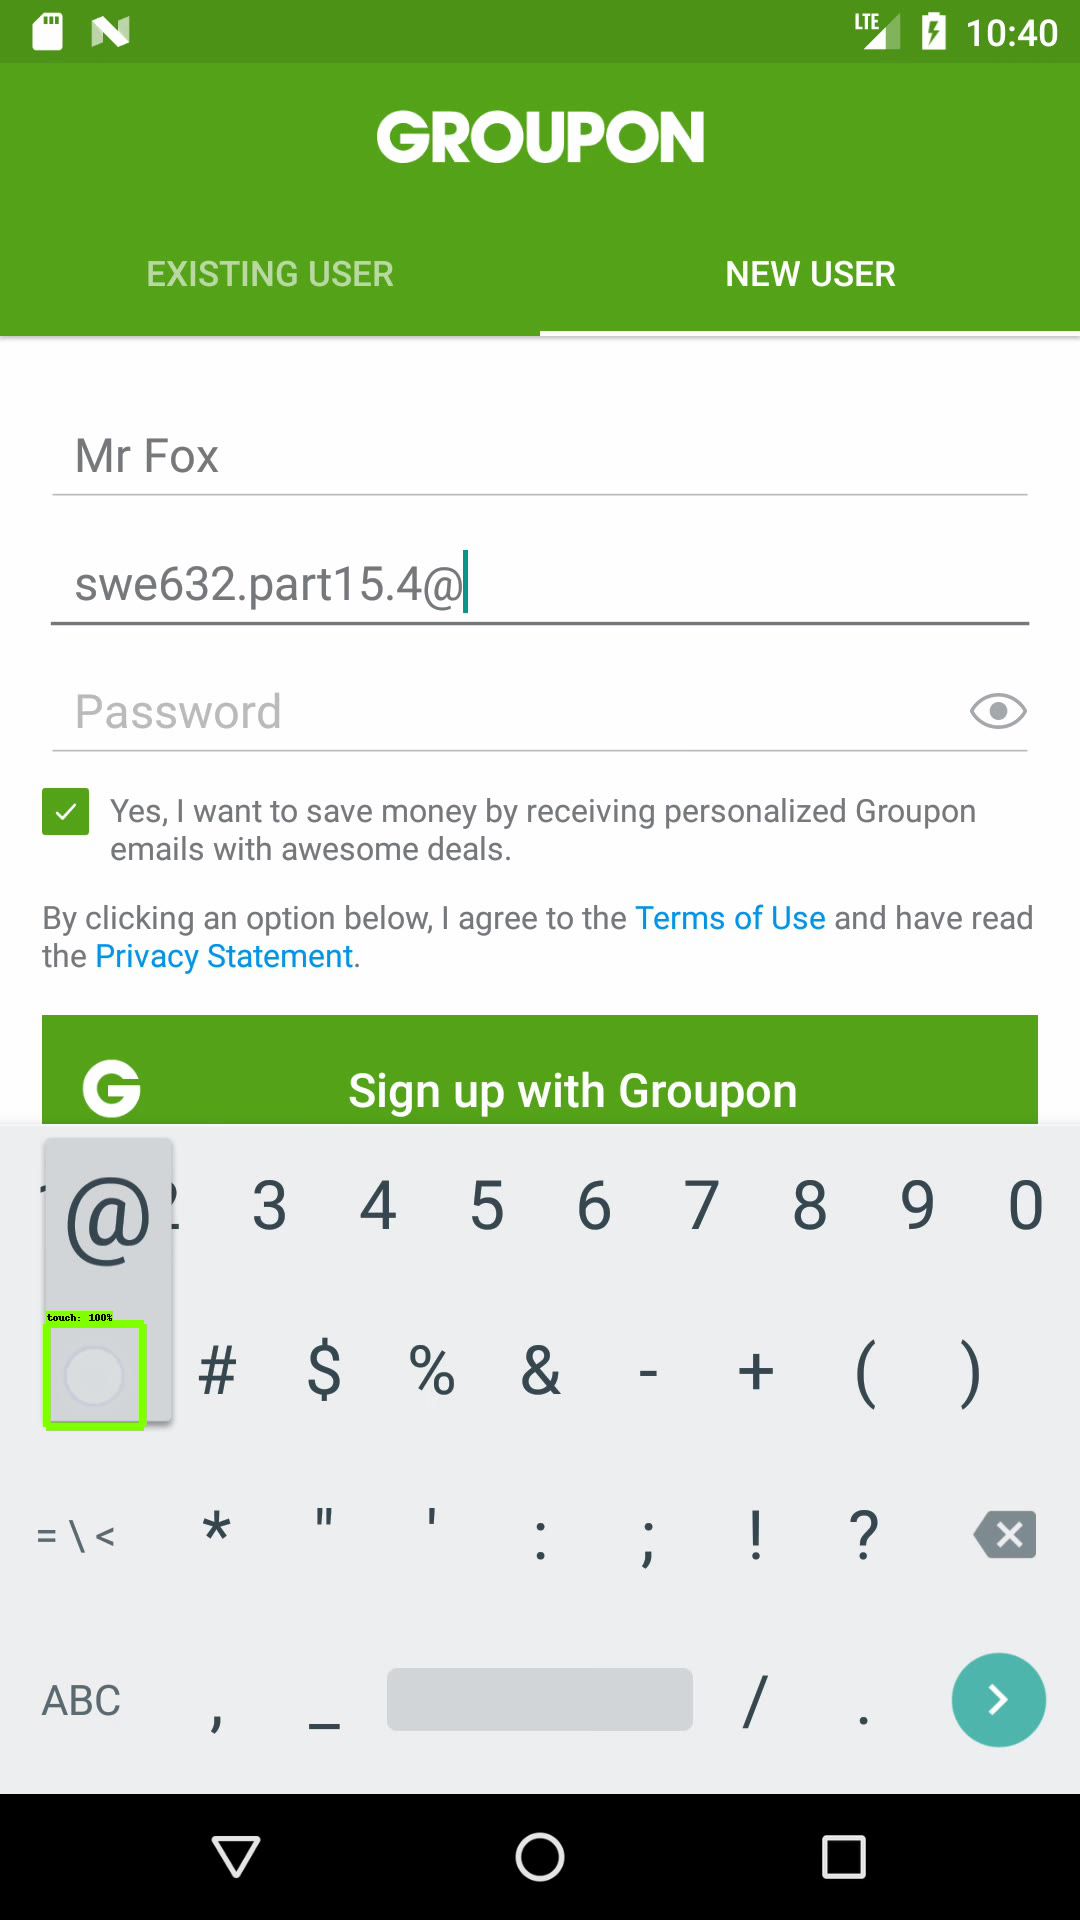 LTE 10:40
GROUPON
EXISTING USER NEW USER
Mr Fox
swe632.part15.4@
Password
Yes, I want to save money by receiving personalized Groupon
emails with awesome deals.
By clicking an option below, I agree to the Terms of Use and have read
the Privacy Statement.
G Sign up with Groupon
@ 3 4 5 6 7 8 9 0
touch: 100%
# $ % & - + ( )
= \ < * " ' : ; ! ?
ABC , _ / .